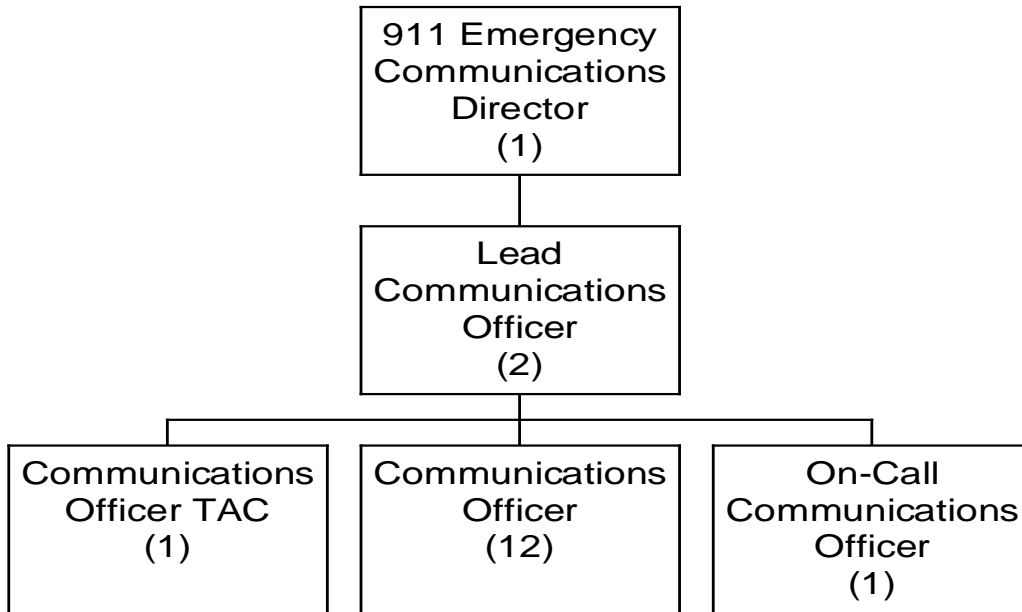 911 Emergency
Communications
Director
(1)
Lead
Communications
Officer
(2)
Communications
Officer TAC
(1)
Communications
Officer
(12)
On-Call
Communications
Officer
(1)